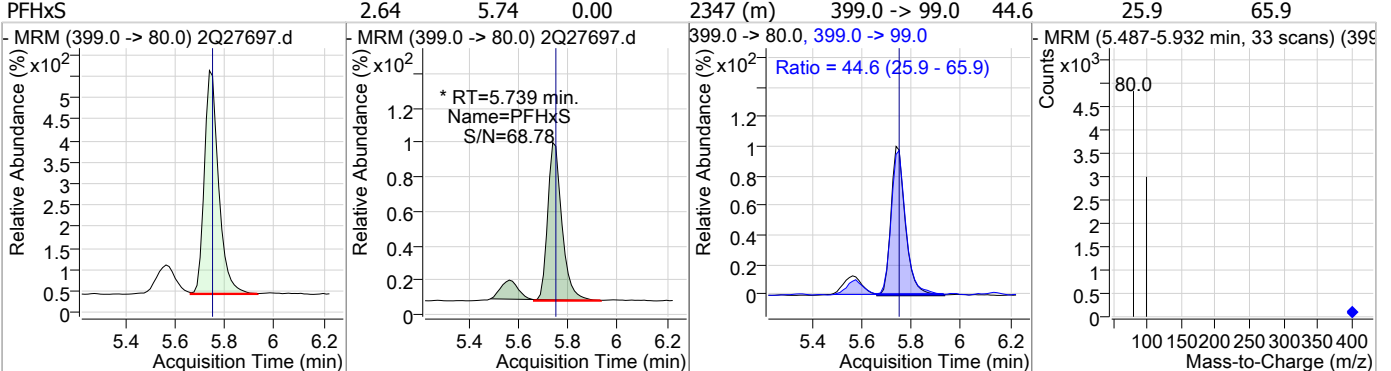 PFHxS 2.64 5.74 0.00 2347 (m) 399.0 -> 99.0 44.6 25.9 65.9
- MRM (399.0 -> 80.0) 2Q27697.d
Relative Abundance (%)
x10²
5
4.5
4
3.5
3
2.5
2
1.5
1
0.5
0
5.4 5.6 5.8 6 6.2
Acquisition Time (min)
- MRM (399.0 -> 80.0) 2Q27697.d
Relative Abundance (%)
x10²
* RT=5.739 min.
Name=PFHxS
S/N=68.78
1.2
1
0.8
0.6
0.4
0.2
0
5.4 5.6 5.8 6 6.2
Acquisition Time (min)
399.0 -> 80.0, 399.0 -> 99.0
Relative Abundance (%)
x10²
Ratio = 44.6 (25.9 - 65.9)
1.2
1
0.8
0.6
0.4
0.2
0
5.4 5.6 5.8 6 6.2
Acquisition Time (min)
- MRM (5.487-5.932 min, 33 scans) (399
Counts
x10³
80.0
4.5
4
3.5
3
2.5
2
1.5
1
0.5
0
100 150 200 250 300 350 400
Mass-to-Charge (m/z)